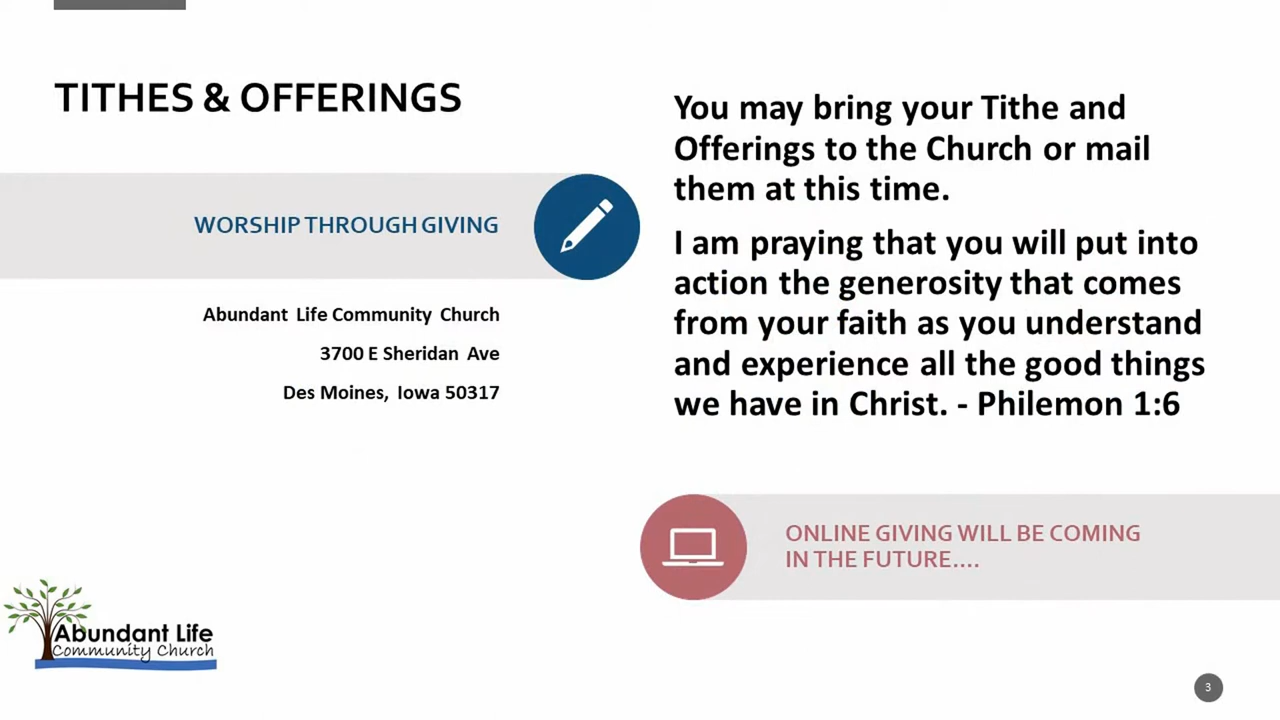 TITHES & OFFERINGS
WORSHIP THROUGH GIVING
Abundant Life Community Church
3700 E Sheridan Ave
Des Moines, Iowa 50317
You may bring your Tithe and
Offerings to the Church or mail
them at this time.
I am praying that you will put into
action the generosity that comes
from your faith as you understand
and experience all the good things
we have in Christ. - Philemon 1:6
ONLINE GIVING WILL BE COMING
IN THE FUTURE....
Abundant Life
Community Church
3